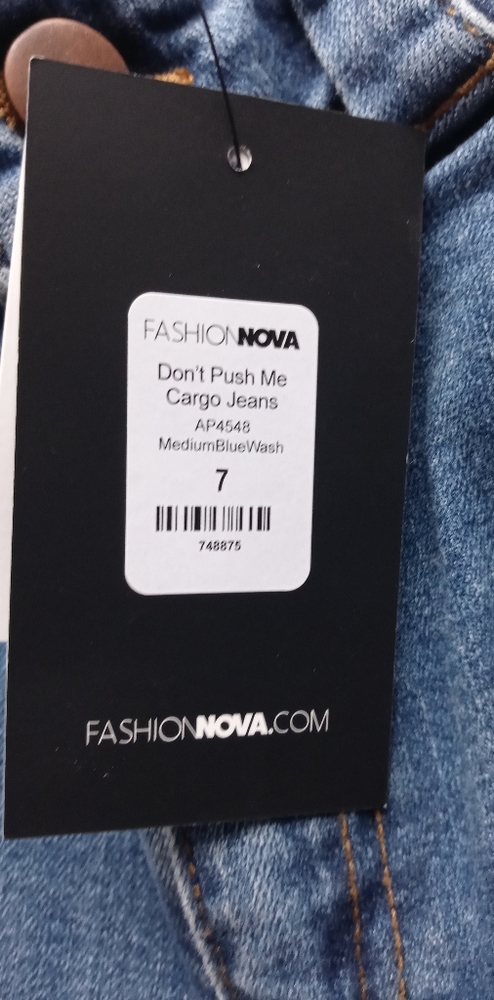 FASHIONNOVA
Don't Push Me
Cargo Jeans
AP4548
MediumBlueWash
7
748875
FASHIONNOVA.COM